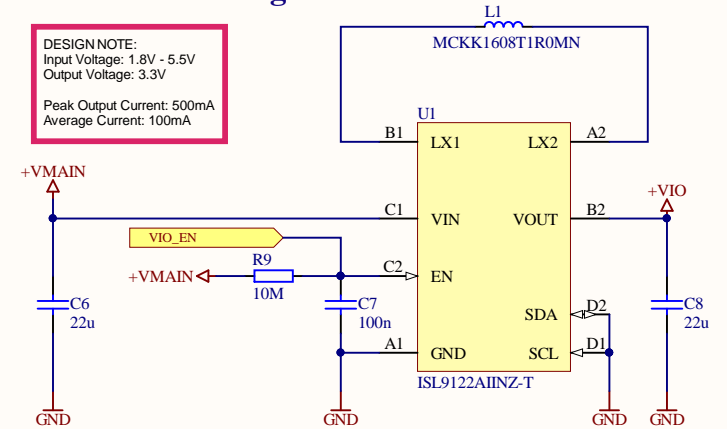 L1
MCKK1608T1R0MN
DESIGN NOTE:
Input Voltage: 1.8V - 5.5V
Output Voltage: 3.3V
Peak Output Current: 500mA
Average Current: 100mA
U1
B1
LX1
LX2
A2
+VMAIN
+VIO
C1
VIN
VOUT
B2
VIO_EN
R9
+VMAIN
10M
C2
EN
C6
22u
C7
100n
SDA
D2
C8
22u
A1
GND
SCL
D1
ISL9122AIINZ-T
GND
GND
GND
GND